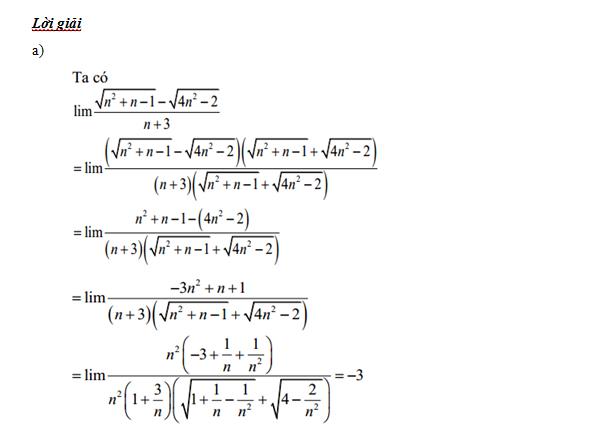 Lời giải
a)
Ta có
lim (√(n² + n − 1) − √(4n² − 2)) / (n + 3)
= lim ((√(n² + n − 1) − √(4n² − 2))(√(n² + n − 1) + √(4n² − 2))) / ((n + 3)(√(n² + n − 1) + √(4n² − 2)))
= lim (n² + n − 1 − (4n² − 2)) / ((n + 3)(√(n² + n − 1) + √(4n² − 2)))
= lim (−3n² + n + 1) / ((n + 3)(√(n² + n − 1) + √(4n² − 2)))
= lim (n²(−3 + 1/n + 1/n²)) / (n²(1 + 3/n)(√(1 + 1/n − 1/n²) + √(4 − 2/n²))) = −3